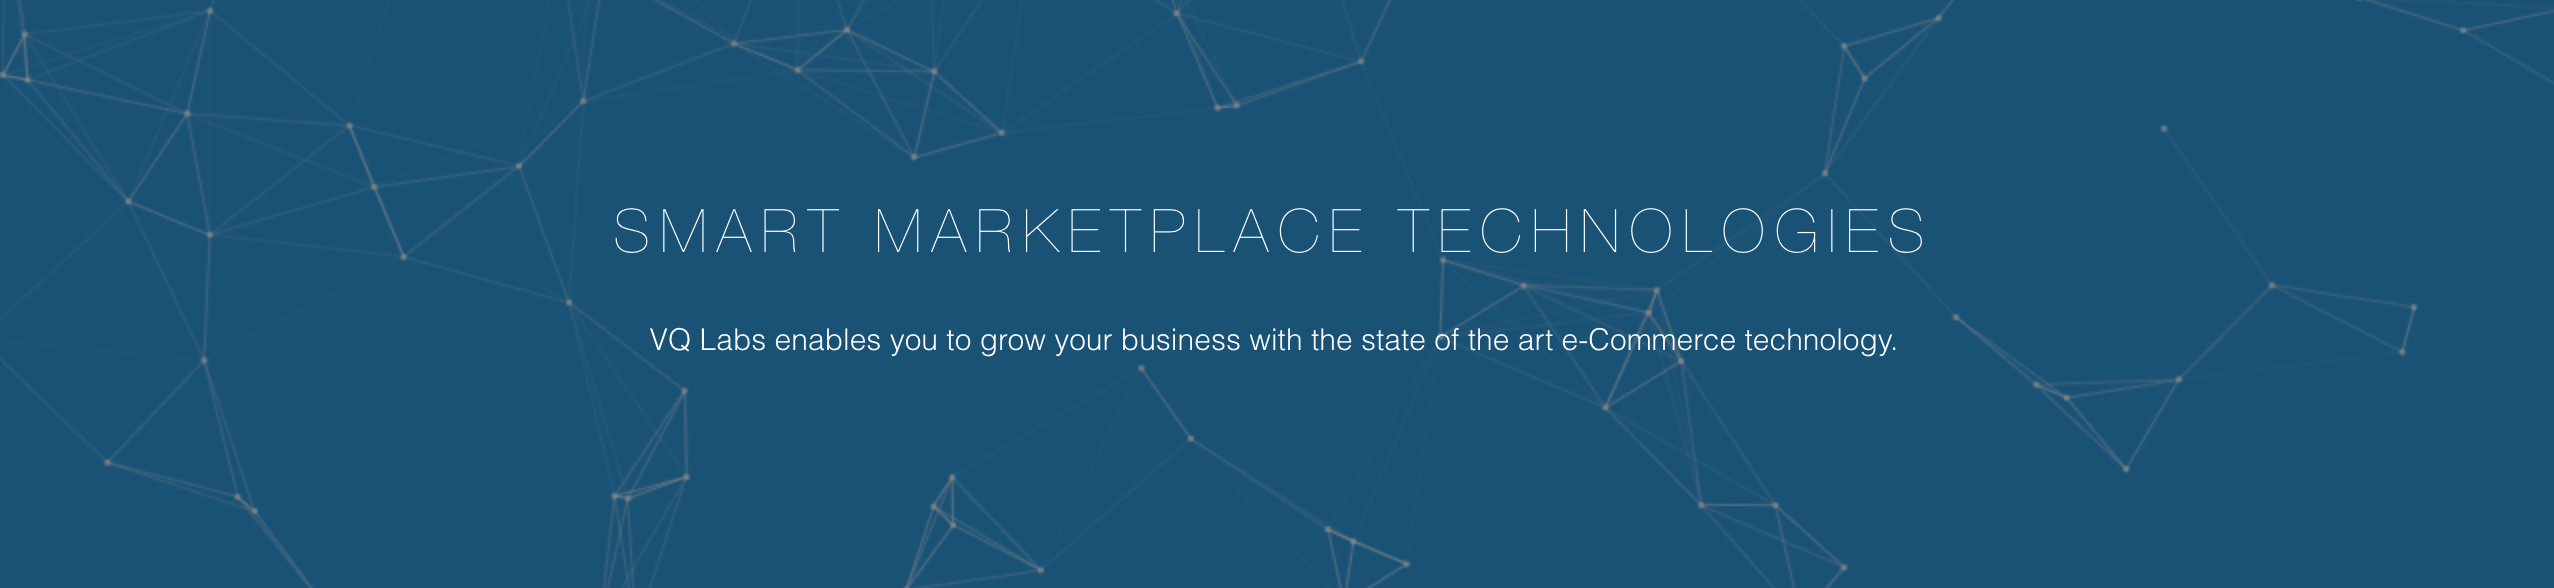 SMART MARKETPLACE TECHNOLOGIES
VQ Labs enables you to grow your business with the state of the art e-Commerce technology.